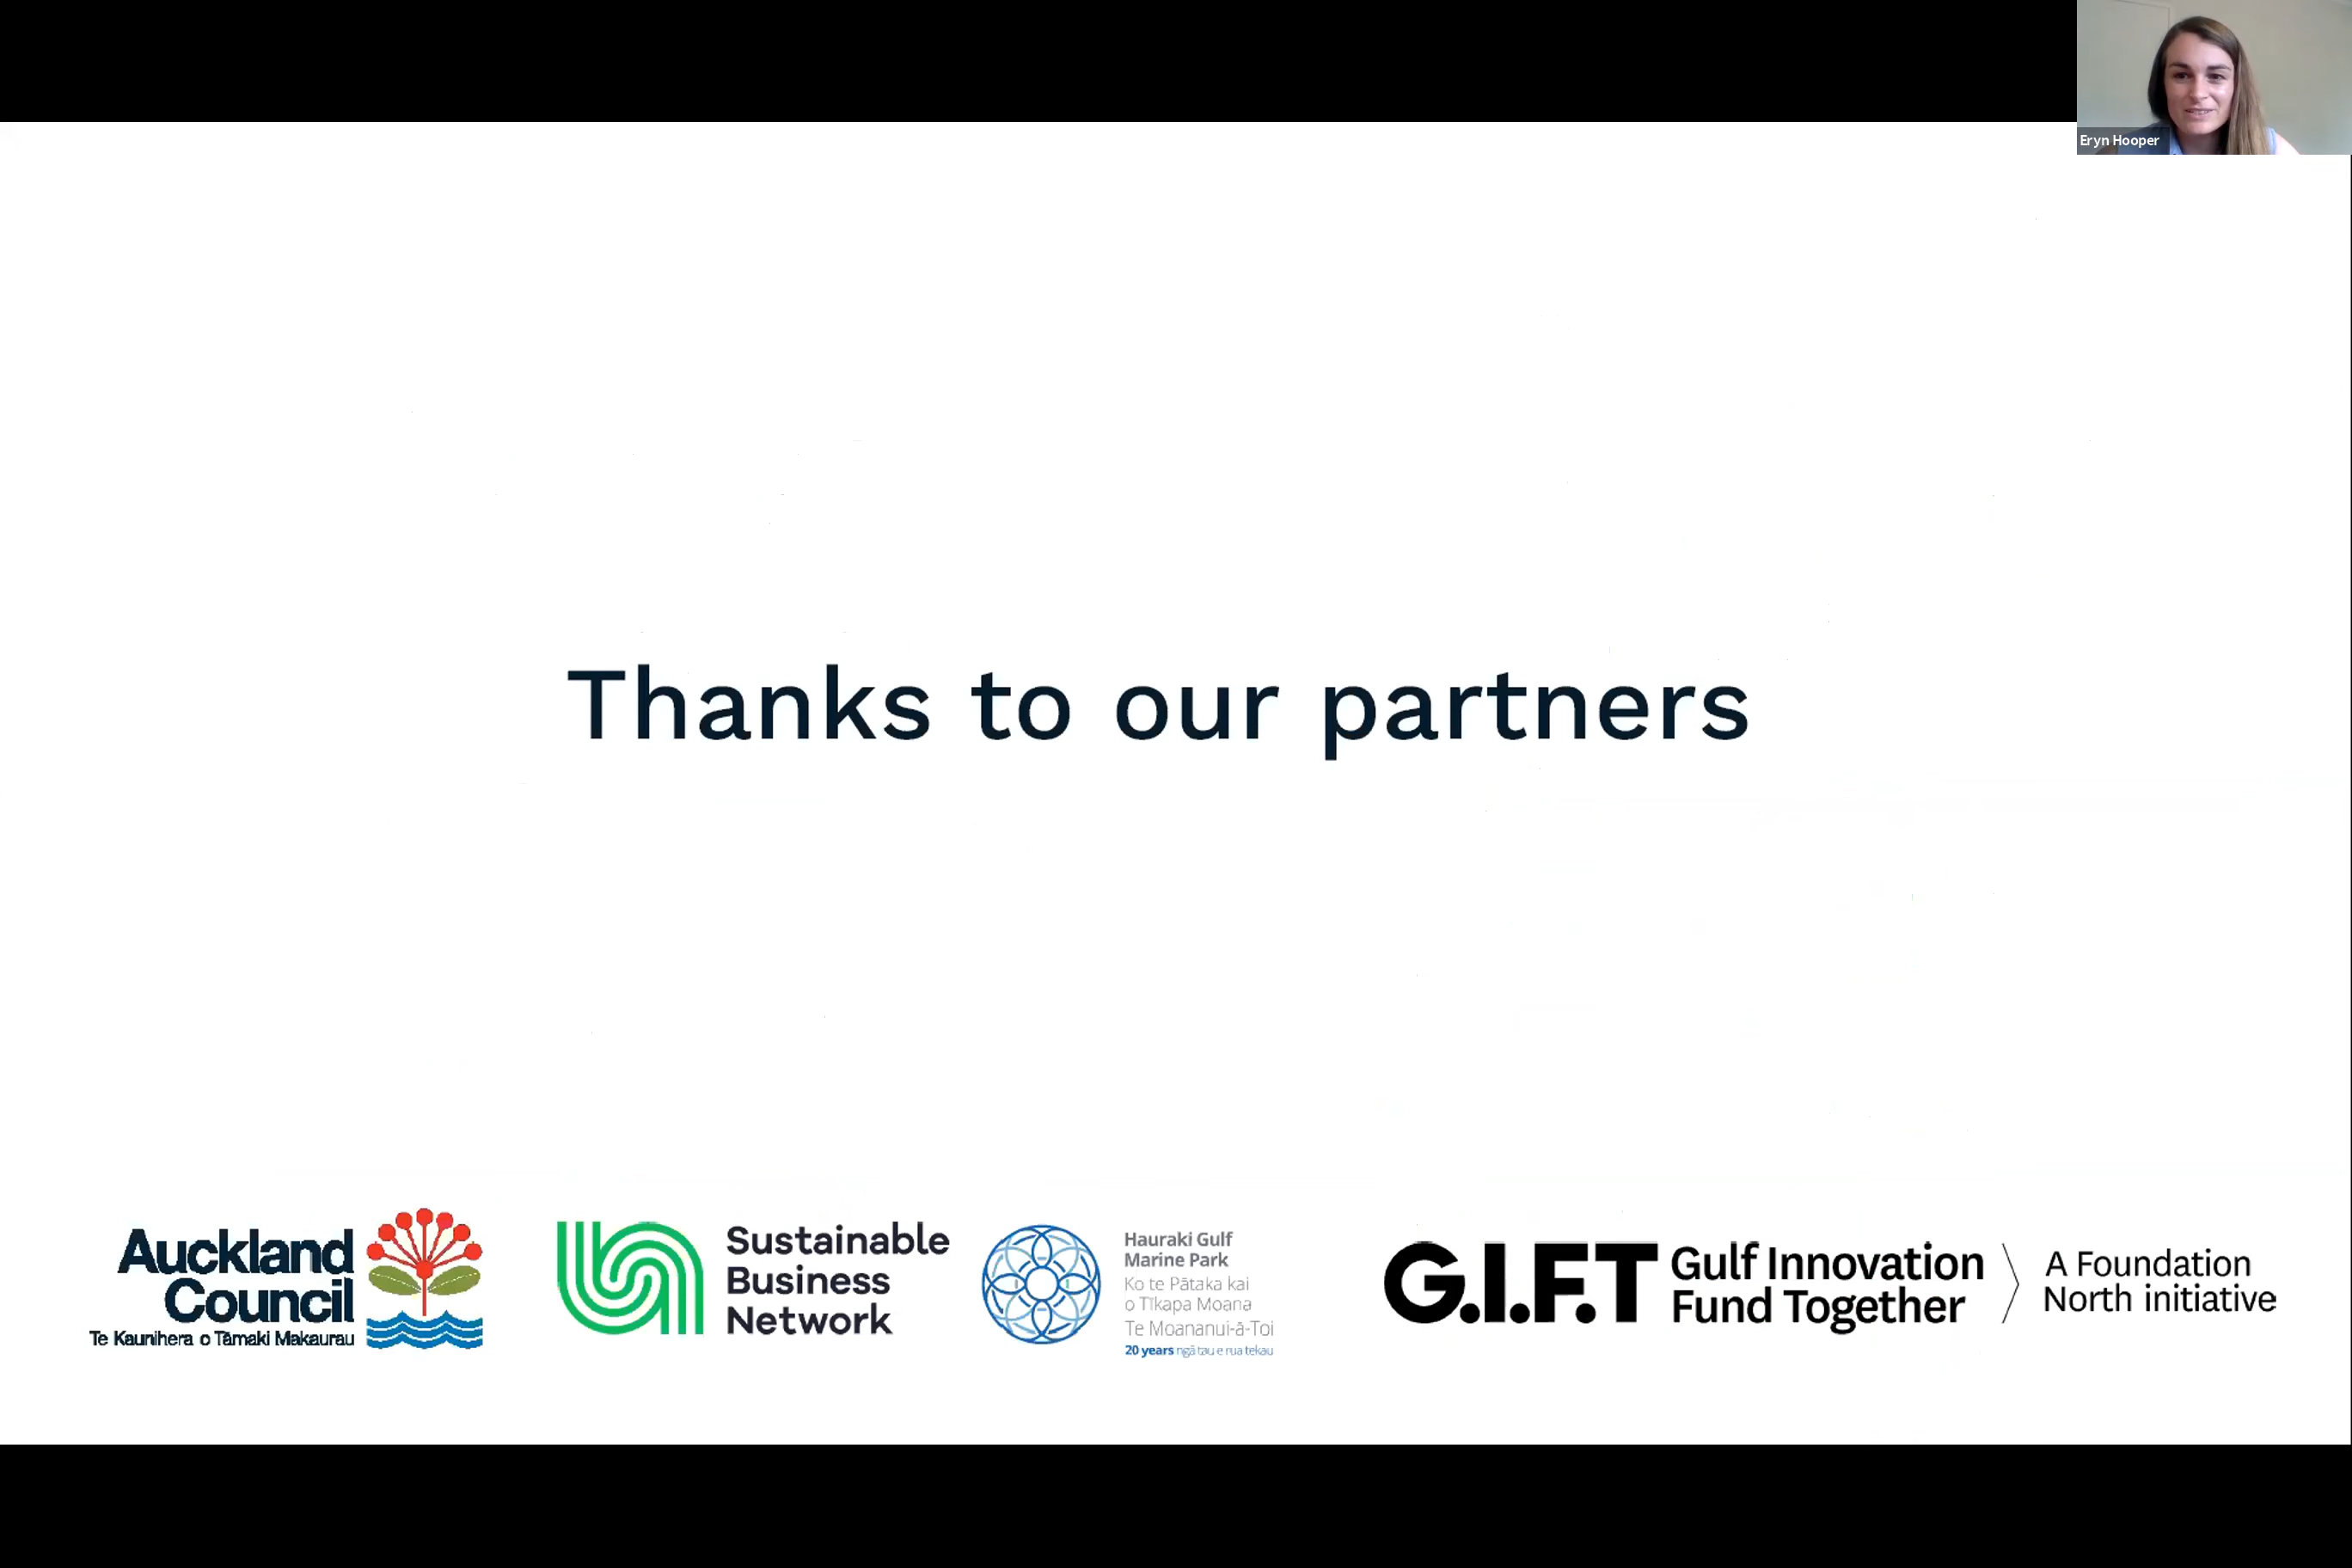 Eryn Hooper
Thanks to our partners
Auckland
Council
Te Kaunihera o Tāmaki Makaurau
Sustainable
Business
Network
Hauraki Gulf
Marine Park
Ko te Pātaka kai
o Tīkapa Moana
Te Moananui-ā-Toi
20 years ngā tau e rua tekau
G.I.F.T
Gulf Innovation
Fund Together
A Foundation
North initiative